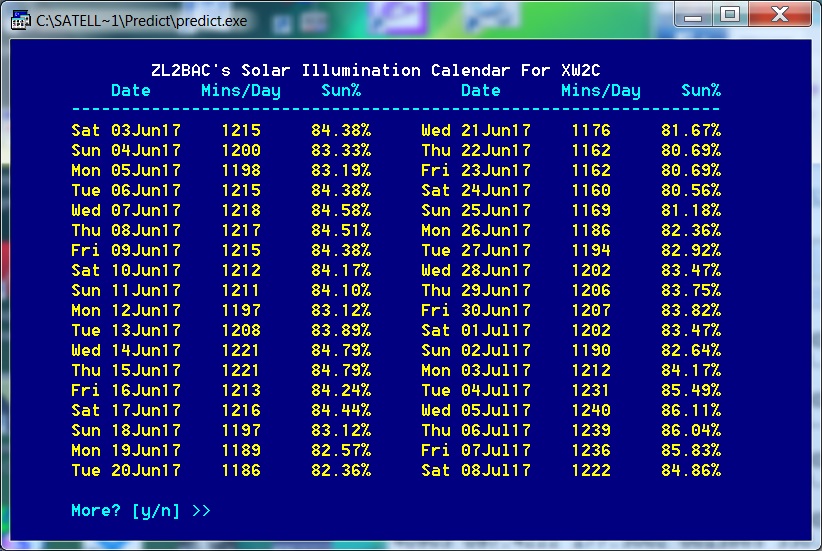 C:\SATELL~1\Predict\predict.exe
ZL2BAC's Solar Illumination Calendar For XW2C
Date Mins/Day Sun% Date Mins/Day Sun%
-----------------------------------------------------------------
Sat 03Jun17 1215 84.38% Wed 21Jun17 1176 81.67%
Sun 04Jun17 1200 83.33% Thu 22Jun17 1162 80.69%
Mon 05Jun17 1198 83.19% Fri 23Jun17 1162 80.69%
Tue 06Jun17 1215 84.38% Sat 24Jun17 1160 80.56%
Wed 07Jun17 1218 84.58% Sun 25Jun17 1169 81.18%
Thu 08Jun17 1217 84.51% Mon 26Jun17 1186 82.36%
Fri 09Jun17 1215 84.38% Tue 27Jun17 1194 82.92%
Sat 10Jun17 1212 84.17% Wed 28Jun17 1202 83.47%
Sun 11Jun17 1211 84.10% Thu 29Jun17 1206 83.75%
Mon 12Jun17 1197 83.12% Fri 30Jun17 1207 83.82%
Tue 13Jun17 1208 83.89% Sat 01Jul17 1202 83.47%
Wed 14Jun17 1221 84.79% Sun 02Jul17 1190 82.64%
Thu 15Jun17 1221 84.79% Mon 03Jul17 1212 84.17%
Fri 16Jun17 1213 84.24% Tue 04Jul17 1231 85.49%
Sat 17Jun17 1216 84.44% Wed 05Jul17 1240 86.11%
Sun 18Jun17 1197 83.12% Thu 06Jul17 1239 86.04%
Mon 19Jun17 1189 82.57% Fri 07Jul17 1236 85.83%
Tue 20Jun17 1186 82.36% Sat 08Jul17 1222 84.86%
More? [y/n] >>